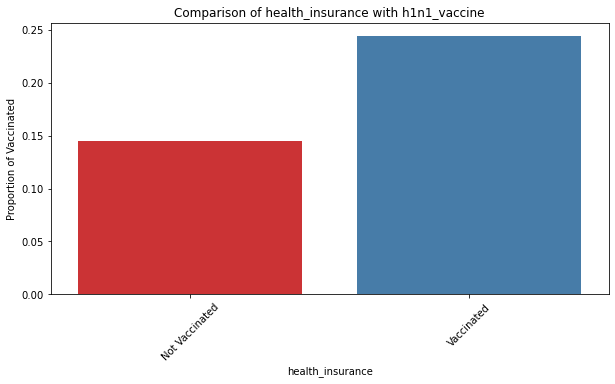 Comparison of health_insurance with h1n1_vaccine
Proportion of Vaccinated
0.25
0.20
0.15
0.10
0.05
0.00
Not Vaccinated
Vaccinated
health_insurance